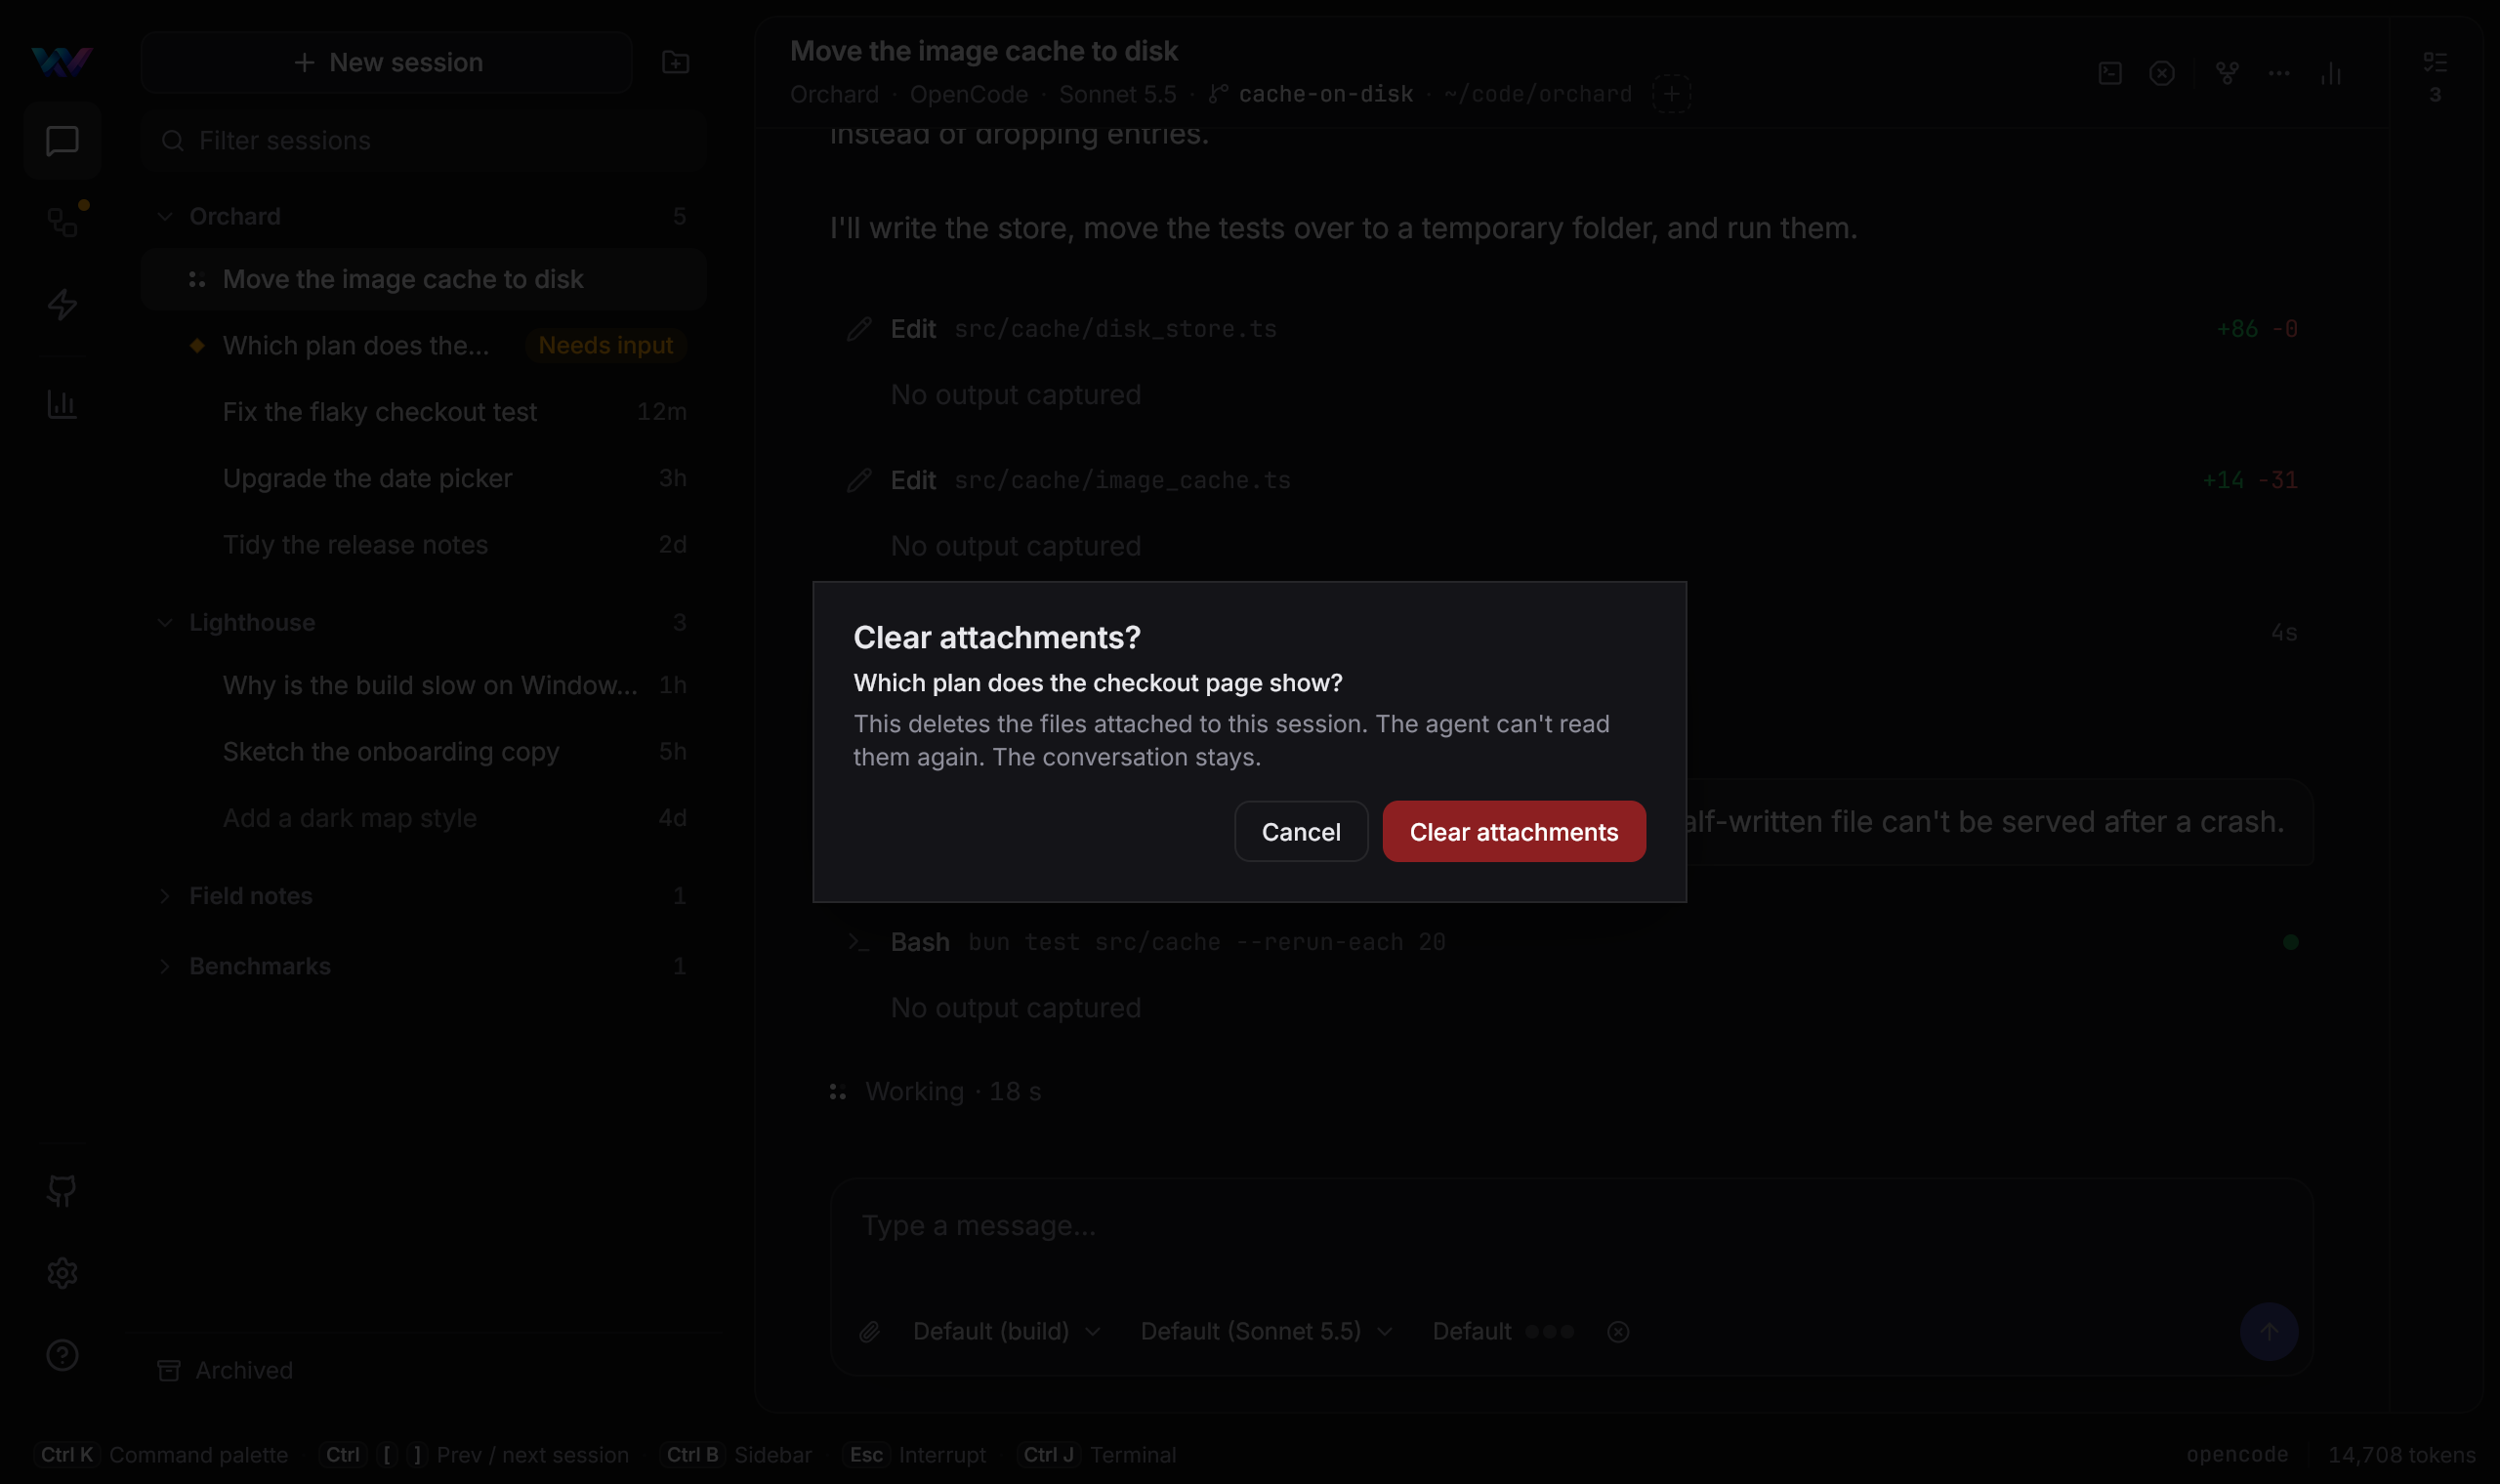 New session
Filter sessions
Orchard 5
Move the image cache to disk
Which plan does the... Needs input
Fix the flaky checkout test 12m
Upgrade the date picker 3h
Tidy the release notes 2d
Lighthouse 3
Why is the build slow on Window... 1h
Sketch the onboarding copy 5h
Add a dark map style 4d
Field notes 1
Benchmarks 1
Archived
Move the image cache to disk
Orchard · OpenCode · Sonnet 5.5 · cache-on-disk · ~/code/orchard
3
instead of dropping entries.
I'll write the store, move the tests over to a temporary folder, and run them.
Edit src/cache/disk_store.ts +86 -0
No output captured
Edit src/cache/image_cache.ts +14 -31
No output captured
4s
Clear attachments?
Which plan does the checkout page show?
This deletes the files attached to this session. The agent can't read
them again. The conversation stays.
Cancel Clear attachments
alf-written file can't be served after a crash.
Bash bun test src/cache --rerun-each 20
No output captured
Working · 18 s
Type a message...
Default (build) Default (Sonnet 5.5) Default
Ctrl K Command palette Ctrl [ ] Prev / next session Ctrl B Sidebar Esc Interrupt Ctrl J Terminal opencode 14,708 tokens